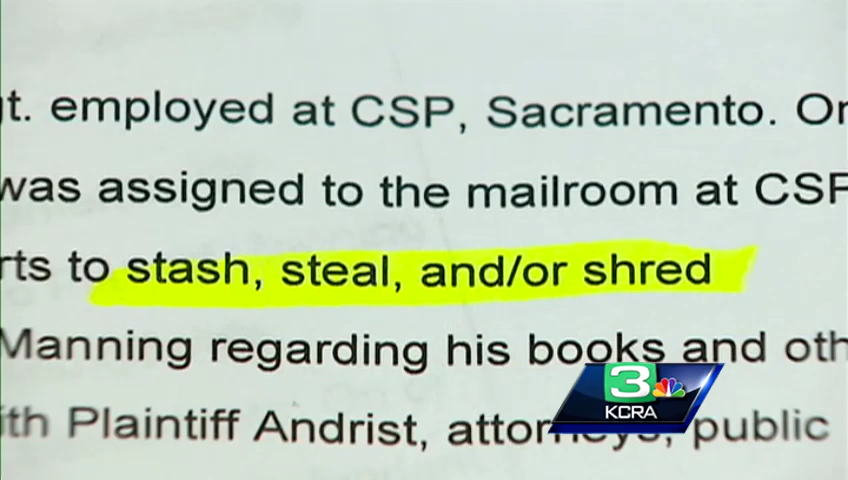 gt. employed at CSP, Sacramento. On
was assigned to the mailroom at CSP
rts to stash, steal, and/or shred
Manning regarding his books and oth
ith Plaintiff Andrist, attorneys, public
3
KCRA